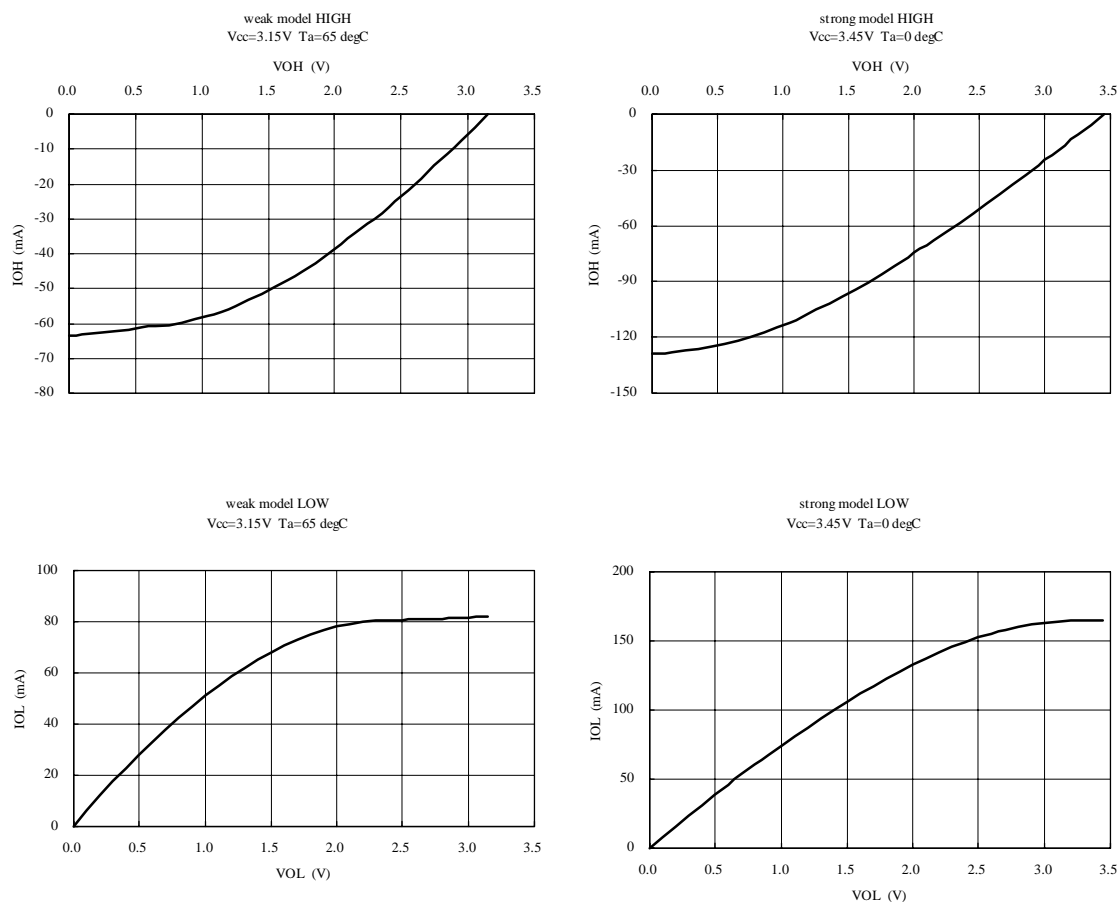 weak model HIGH
Vcc=3.15V Ta=65 degC
VOH (V)
0.0 0.5 1.0 1.5 2.0 2.5 3.0 3.5
0
-10
-20
-30
-40
-50
-60
-70
-80
IOH (mA)
strong model HIGH
Vcc=3.45V Ta=0 degC
VOH (V)
0.0 0.5 1.0 1.5 2.0 2.5 3.0 3.5
0
-30
-60
-90
-120
-150
IOH (mA)
weak model LOW
Vcc=3.15V Ta=65 degC
100
80
60
40
20
0
IOL (mA)
0.0 0.5 1.0 1.5 2.0 2.5 3.0 3.5
VOL (V)
strong model LOW
Vcc=3.45V Ta=0 degC
200
150
100
50
0
IOL (mA)
0.0 0.5 1.0 1.5 2.0 2.5 3.0 3.5
VOL (V)